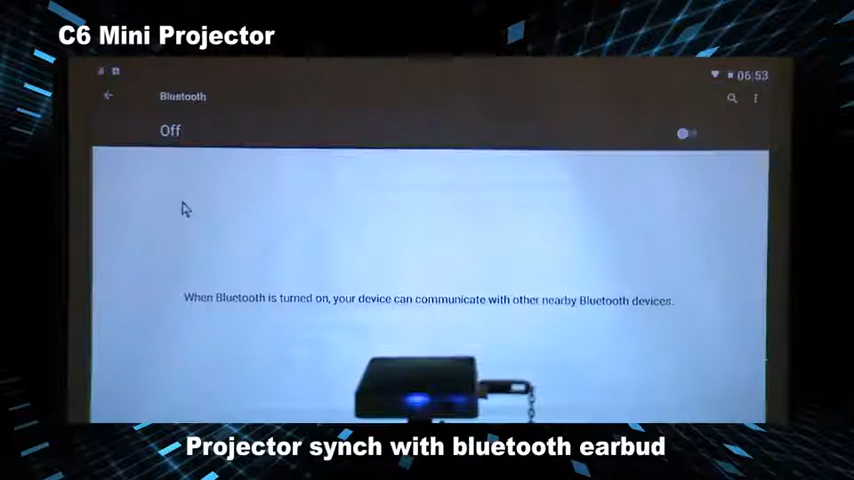 C6 Mini Projector
06:53
Bluetooth
Off
When Bluetooth is turned on, your device can communicate with other nearby Bluetooth devices.
Projector synch with bluetooth earbud